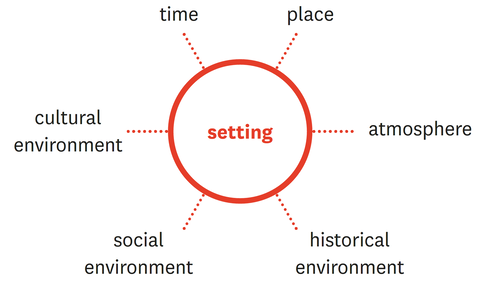 time
place
cultural
environment
setting
atmosphere
social
environment
historical
environment